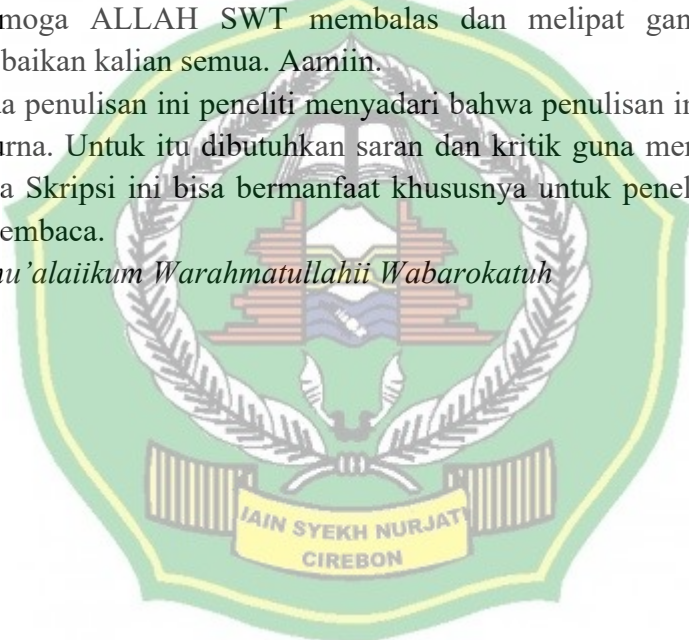 moga ALLAH SWT membalas dan melipat gan
baikan kalian semua. Aamiin.
a penulisan ini peneliti menyadari bahwa penulisan in
urna. Untuk itu dibutuhkan saran dan kritik guna mer
a Skripsi ini bisa bermanfaat khususnya untuk penel
embaca.
nu’alaiikum Warahmatullahii Wabarokatuh
IAIN SYEKH NURJATI
CIREBON